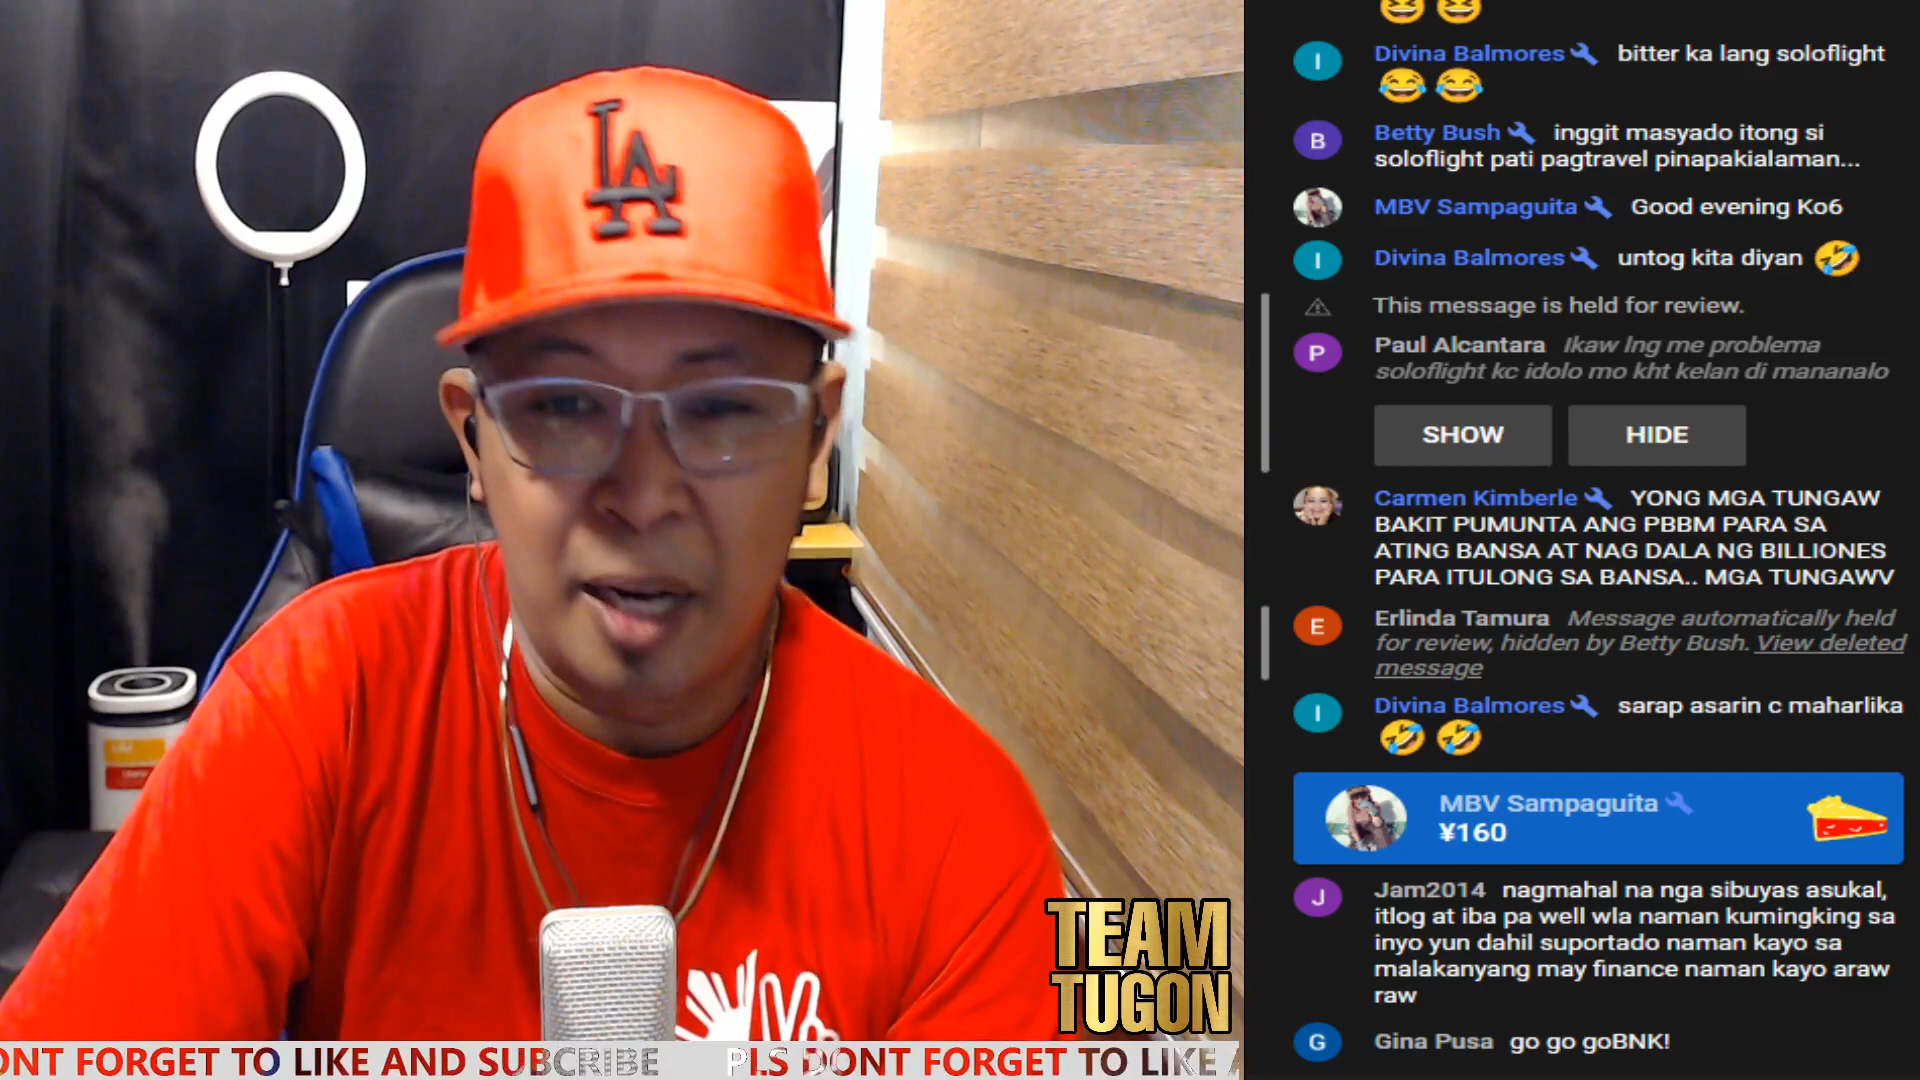 LA
TEAM
TUGON
ONT FORGET TO LIKE AND SUBCRIBE PLS DONT FORGET TO LIKE
I
Divina Balmores bitter ka lang soloflight
B
Betty Bush inggit masyado itong si
soloflight pati pagtravel pinapakialaman...
MBV Sampaguita Good evening Ko6
I
Divina Balmores untog kita diyan
This message is held for review.
P
Paul Alcantara Ikaw lng me problema
soloflight kc idolo mo kht kelan di mananalo
SHOW HIDE
Carmen Kimberle YONG MGA TUNGAW
BAKIT PUMUNTA ANG PBBM PARA SA
ATING BANSA AT NAG DALA NG BILLIONES
PARA ITULONG SA BANSA.. MGA TUNGAWV
E
Erlinda Tamura Message automatically held
for review, hidden by Betty Bush. View deleted
message
I
Divina Balmores sarap asarin c maharlika
MBV Sampaguita
¥160
J
Jam2014 nagmahal na nga sibuyas asukal,
itlog at iba pa well wla naman kumingking sa
inyo yun dahil suportado naman kayo sa
malakanyang may finance naman kayo araw
raw
G
Gina Pusa go go goBNK!